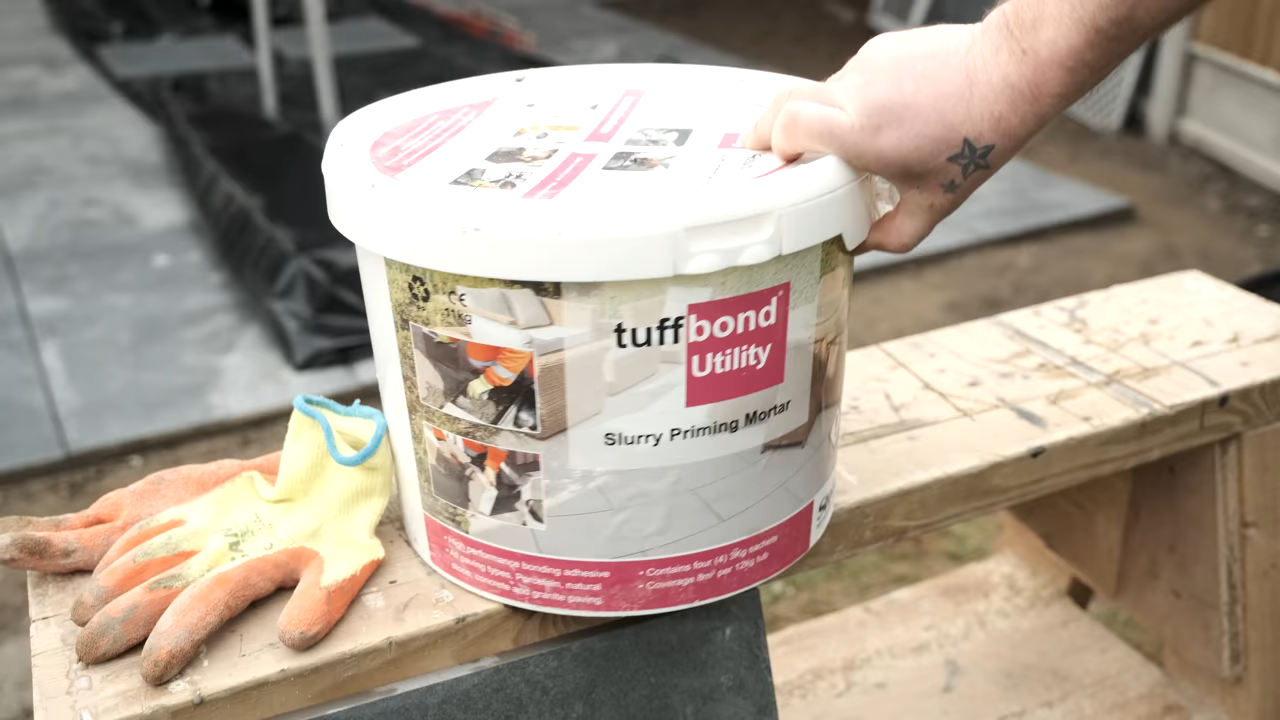 CE
11kg
tuffbond
Utility
Slurry Priming Mortar
• High performance bonding adhesive
• All paving types. Porcelain, natural
stone, concrete and granite paving.
• Contains four (4) 3kg sachets
• Coverage 8m² per 12kg tub